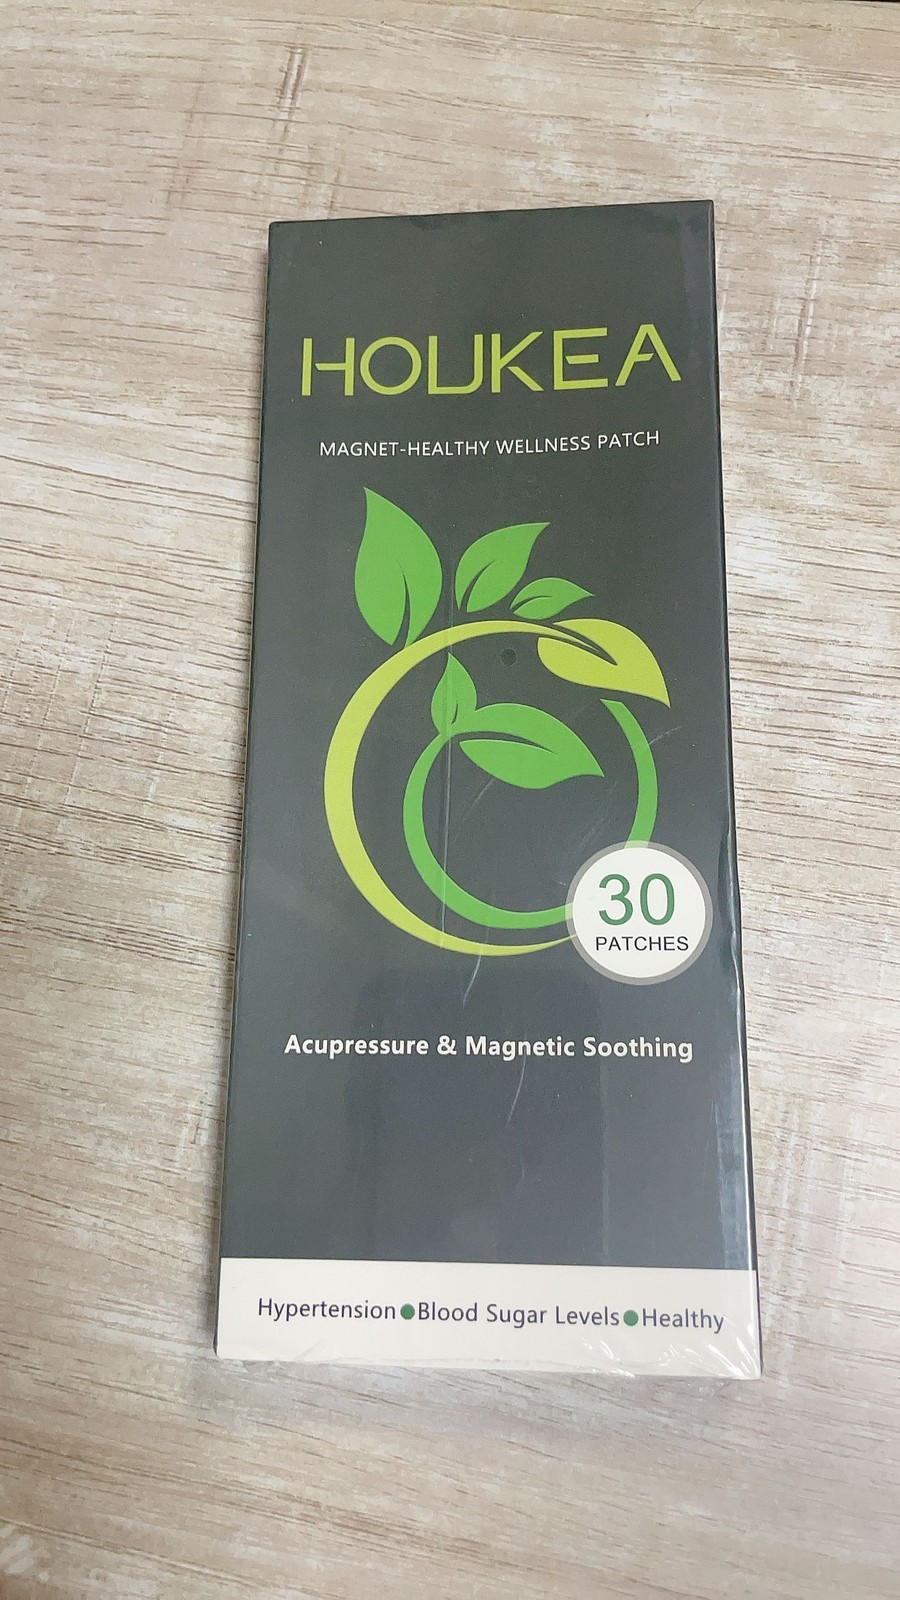 HOUKEA
MAGNET-HEALTHY WELLNESS PATCH
30
PATCHES
Acupressure & Magnetic Soothing
Hypertension●Blood Sugar Levels●Healthy